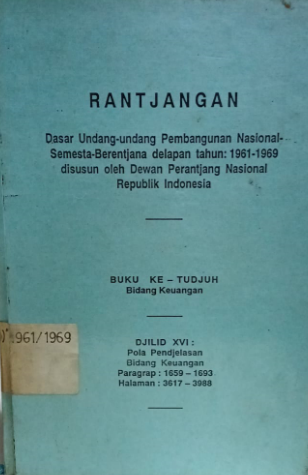 RANTJANGAN
Dasar Undang-undang Pembangunan Nasional-
Semesta-Berentjana delapan tahun: 1961-1969
disusun oleh Dewan Perantjang Nasional
Republik Indonesia
BUKU KE – TUDJUH
Bidang Keuangan
)1961/1969
DJILID XVI :
Pola Pendjelasan
Bidang Keuangan
Paragrap : 1659 – 1693
Halaman : 3617 – 3988